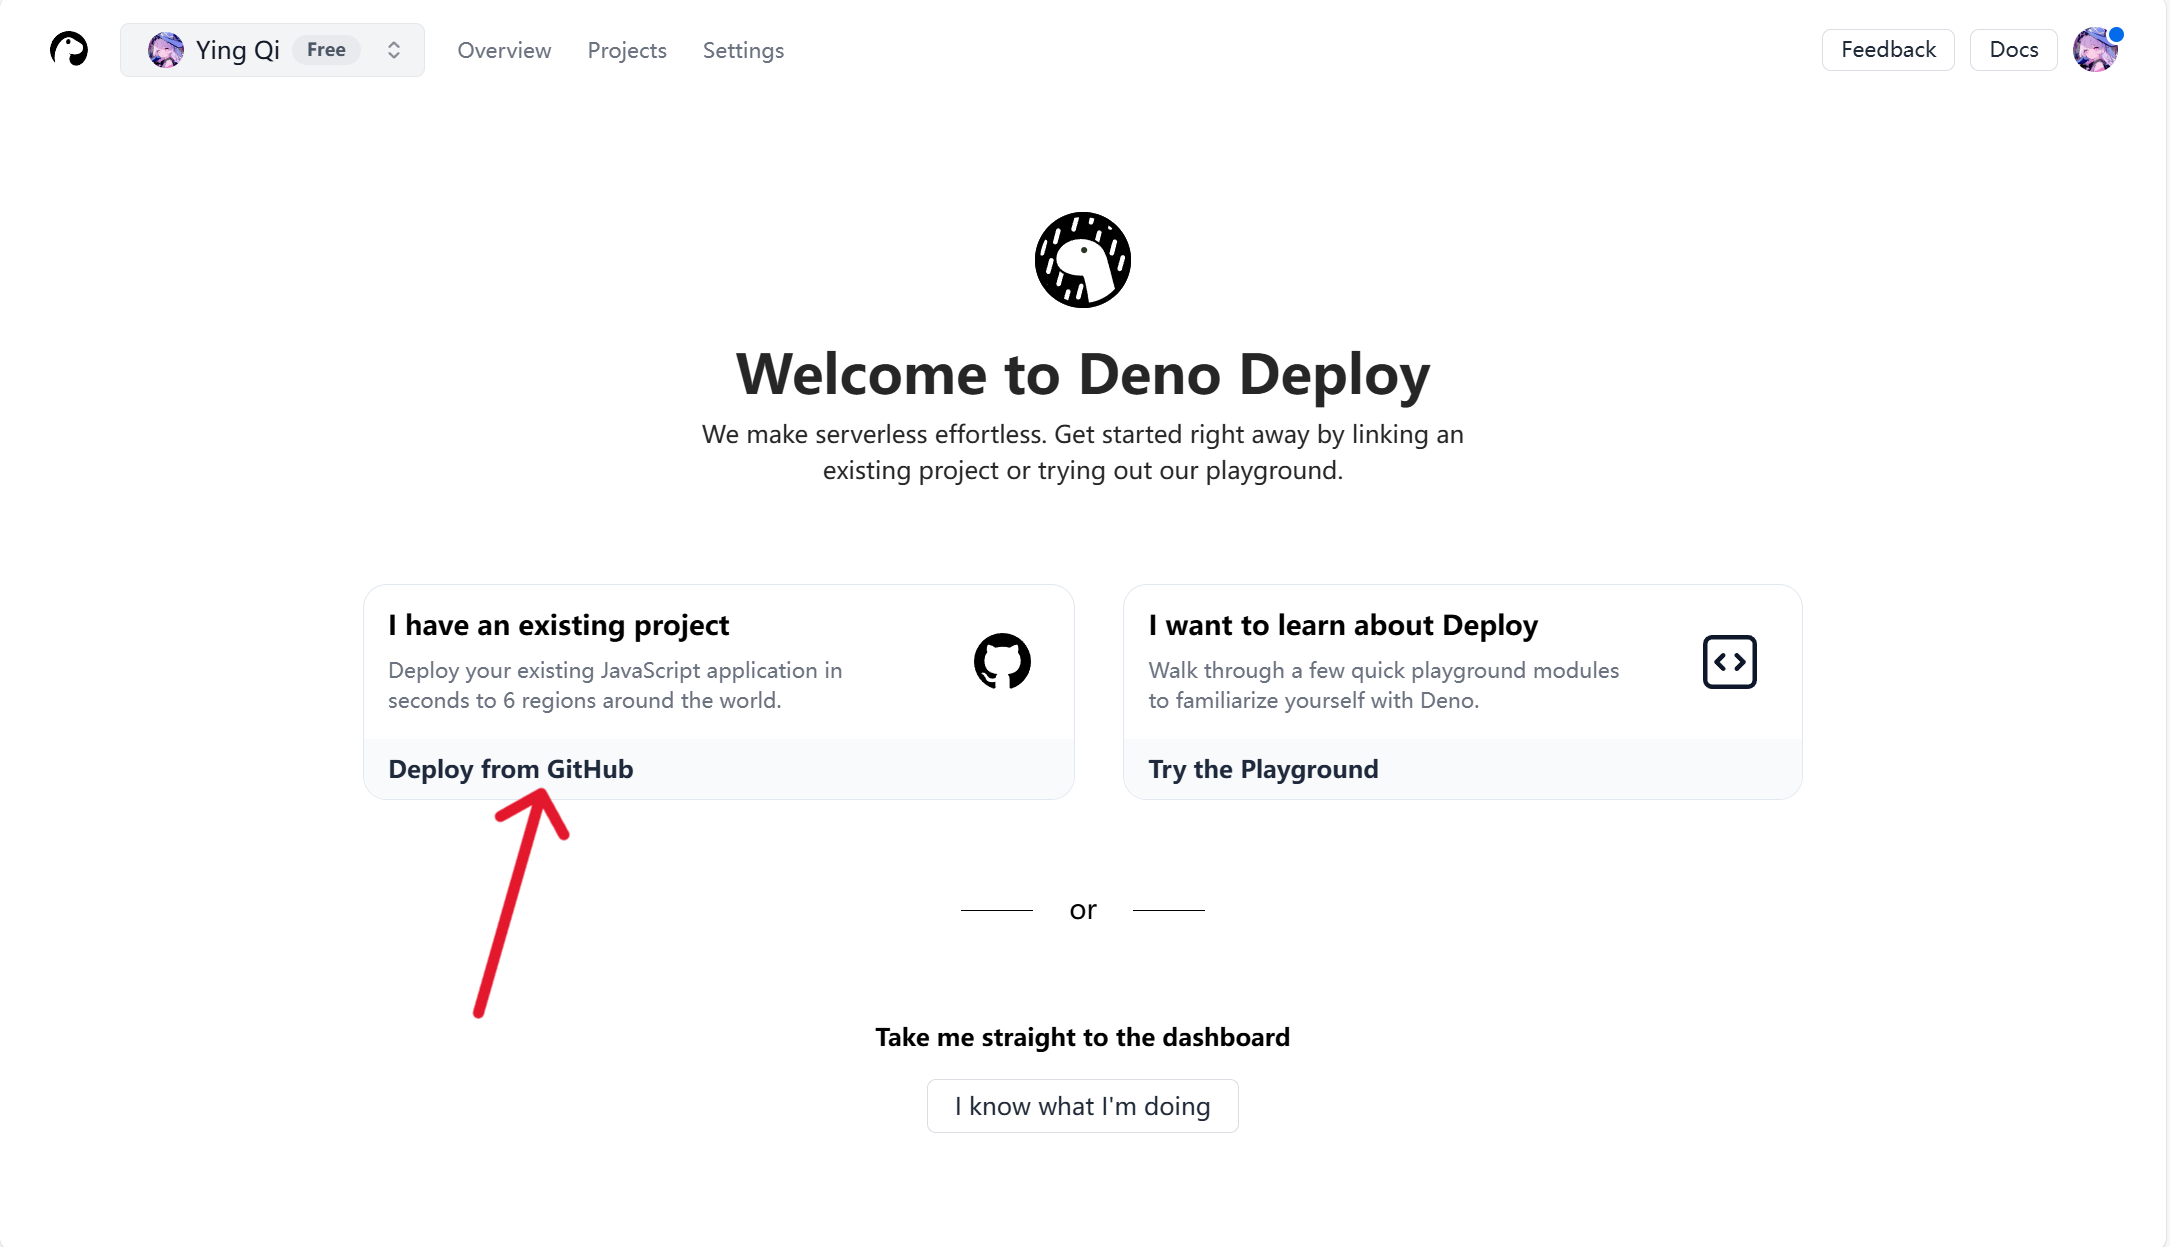 Ying Qi Free Overview Projects Settings Feedback Docs
Welcome to Deno Deploy
We make serverless effortless. Get started right away by linking an
existing project or trying out our playground.
I have an existing project
Deploy your existing JavaScript application in
seconds to 6 regions around the world.
Deploy from GitHub
I want to learn about Deploy
Walk through a few quick playground modules
to familiarize yourself with Deno.
Try the Playground
or
Take me straight to the dashboard
I know what I'm doing